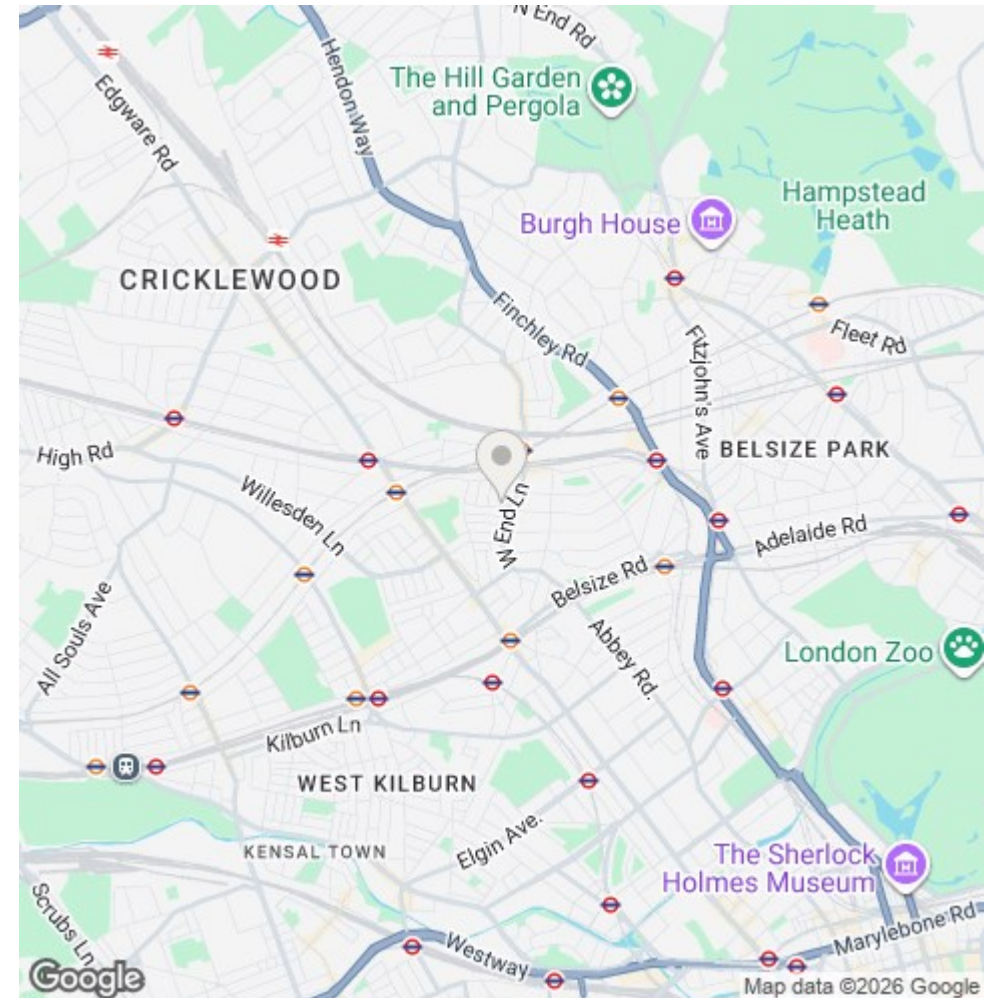 N End Rd
Hendon Way
The Hill Garden
and Pergola
Edgware Rd
Hampstead
Heath
Burgh House
CRICKLEWOOD
Finchley Rd
Fleet Rd
Fitzjohn's Ave
BELSIZE PARK
High Rd
Willesden Ln
W End Ln
Adelaide Rd
Belsize Rd
All Souls Ave
Abbey Rd.
London Zoo
Kilburn Ln
WEST KILBURN
Elgin Ave.
KENSAL TOWN
The Sherlock
Holmes Museum
Scrubs Ln
Westway
Marylebone Rd
Google
Map data ©2026 Google